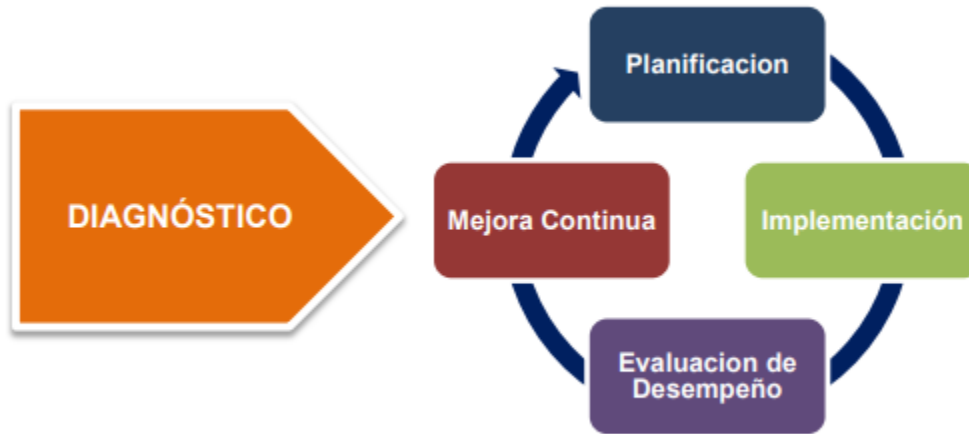 DIAGNÓSTICO
Planificacion
Implementación
Evaluacion de
Desempeño
Mejora Continua